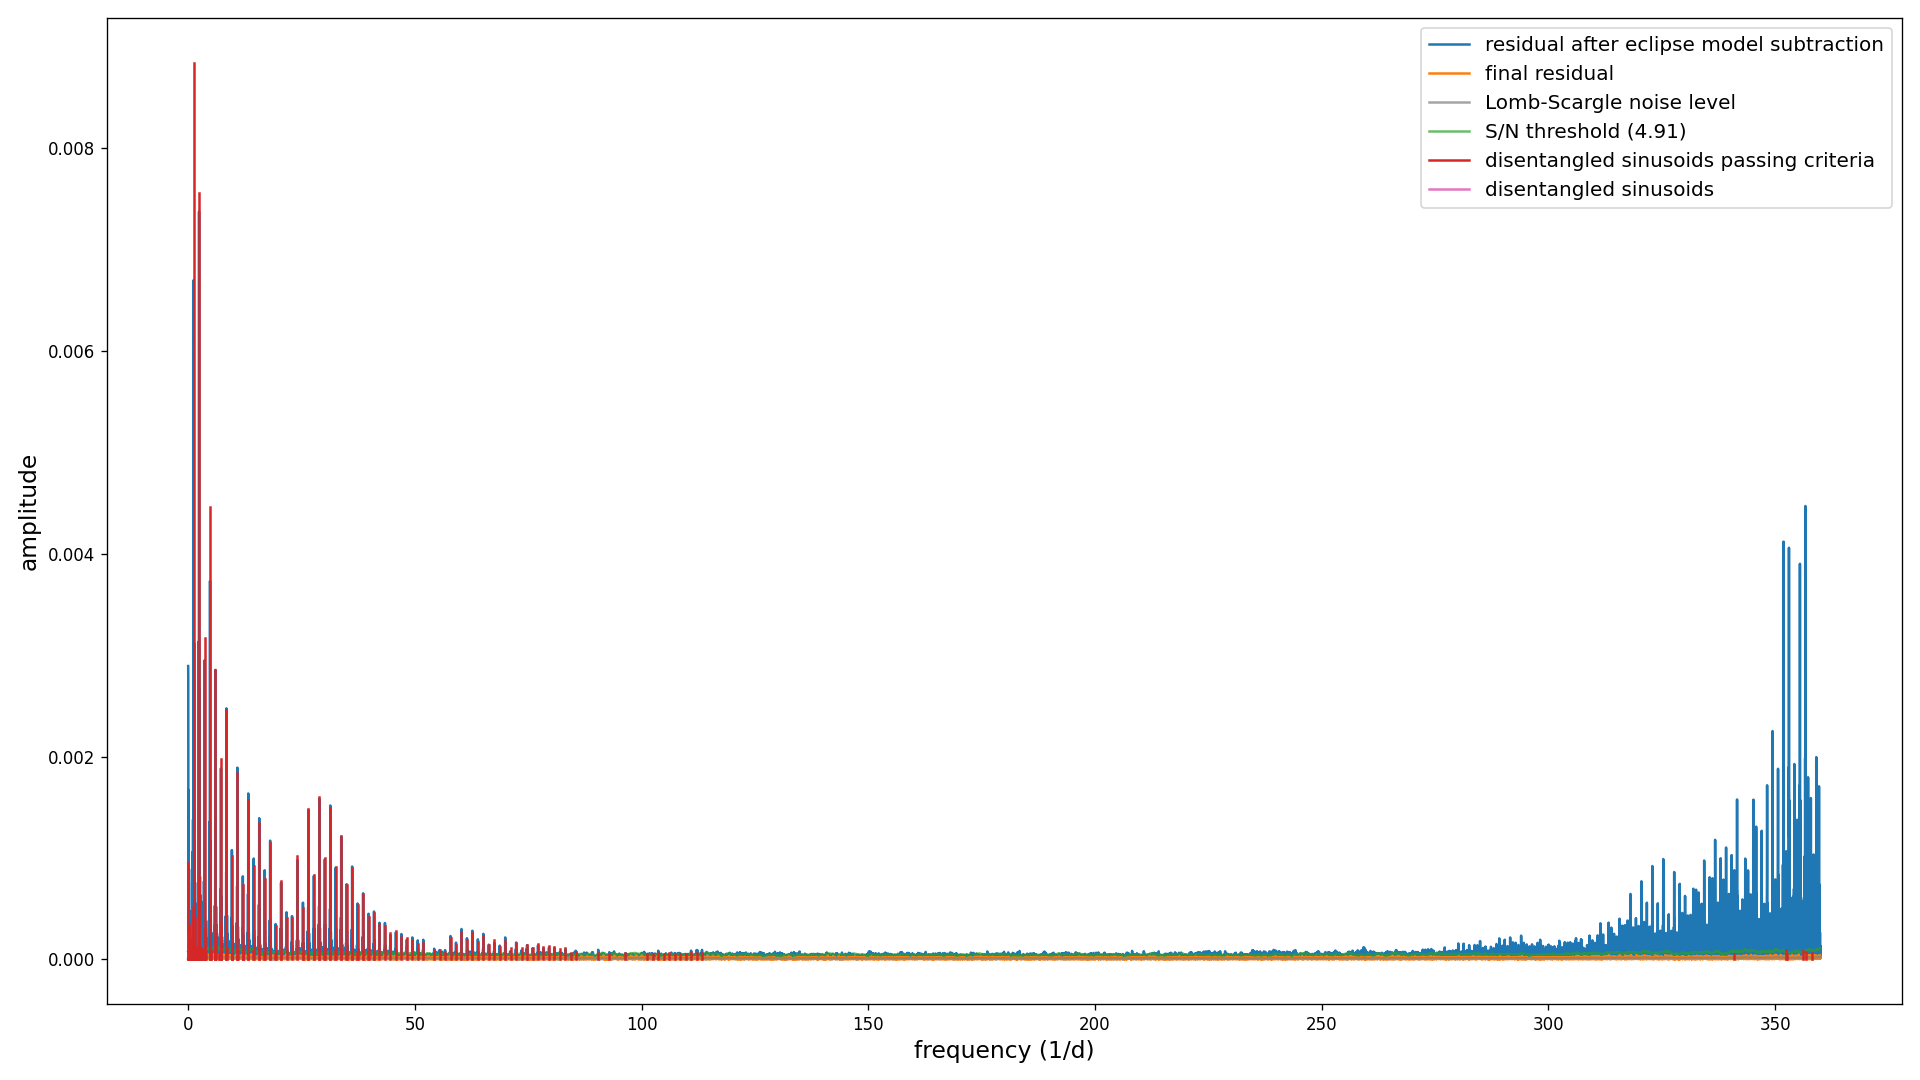 residual after eclipse model subtraction
final residual
Lomb-Scargle noise level
S/N threshold (4.91)
disentangled sinusoids passing criteria
disentangled sinusoids
amplitude
0.008
0.006
0.004
0.002
0.000
0 50 100 150 200 250 300 350
frequency (1/d)